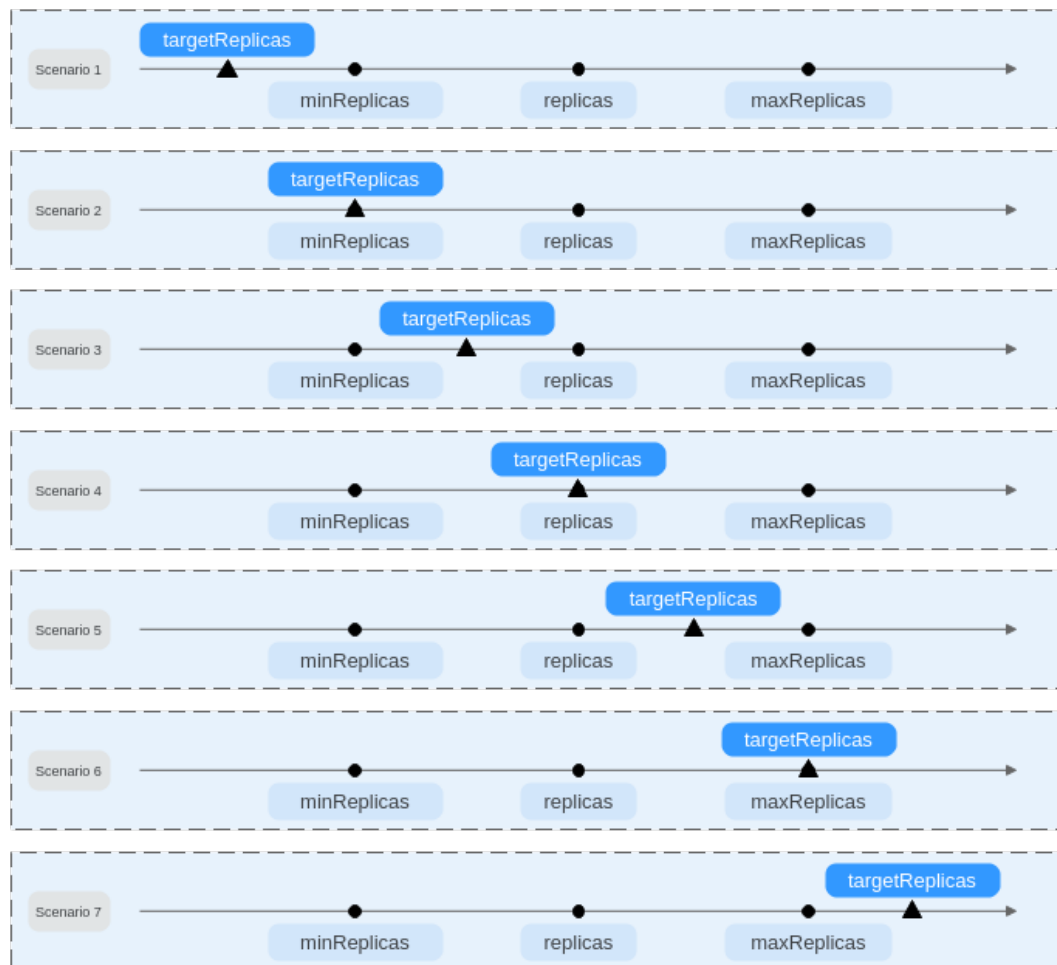 targetReplicas
Scenario 1
minReplicas replicas maxReplicas
targetReplicas
Scenario 2
minReplicas replicas maxReplicas
targetReplicas
Scenario 3
minReplicas replicas maxReplicas
targetReplicas
Scenario 4
minReplicas replicas maxReplicas
targetReplicas
Scenario 5
minReplicas replicas maxReplicas
targetReplicas
Scenario 6
minReplicas replicas maxReplicas
targetReplicas
Scenario 7
minReplicas replicas maxReplicas